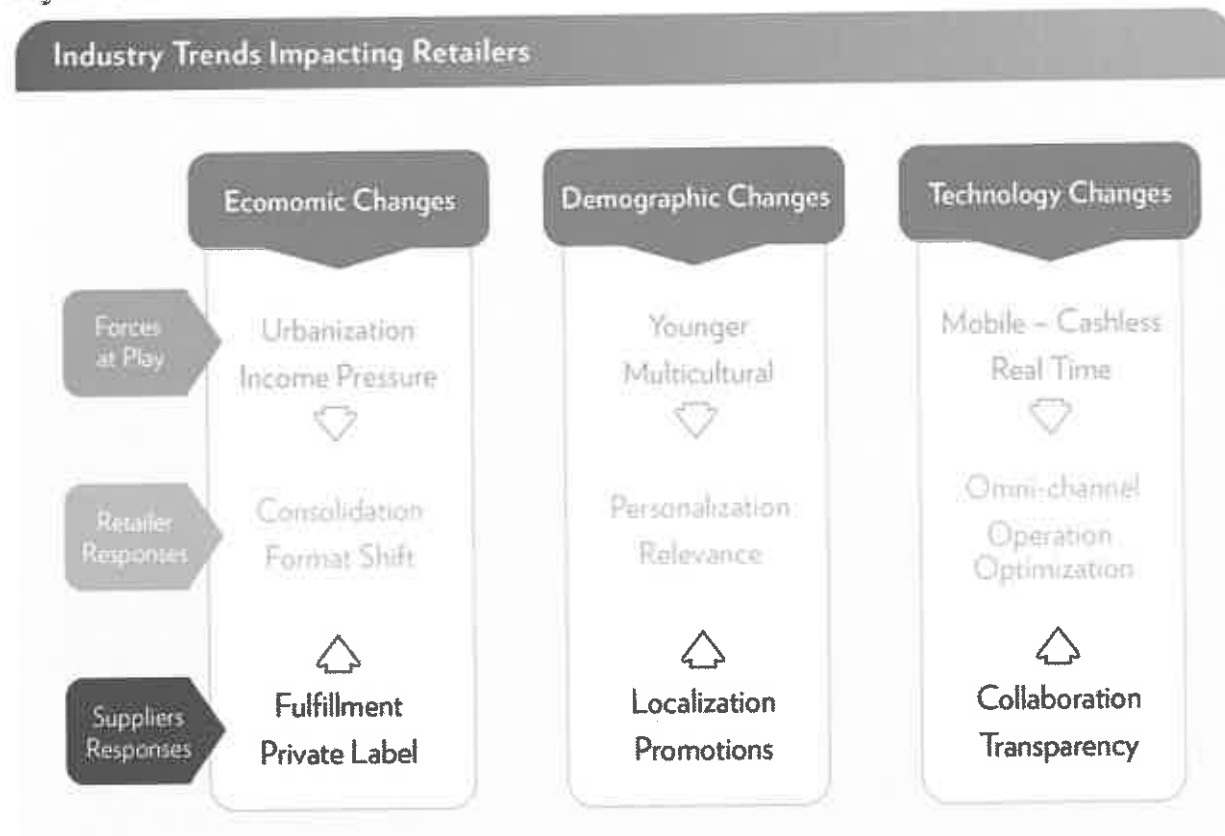 Industry Trends Impacting Retailers
Ecomomic Changes
Demographic Changes
Technology Changes
Forces
at Play
Urbanization
Income Pressure
Younger
Multicultural
Mobile – Cashless
Real Time
Retailer
Responses
Consolidation
Format Shift
Personalization
Relevance
Omni-channel
Operation
Optimization
Suppliers
Responses
Fulfillment
Private Label
Localization
Promotions
Collaboration
Transparency